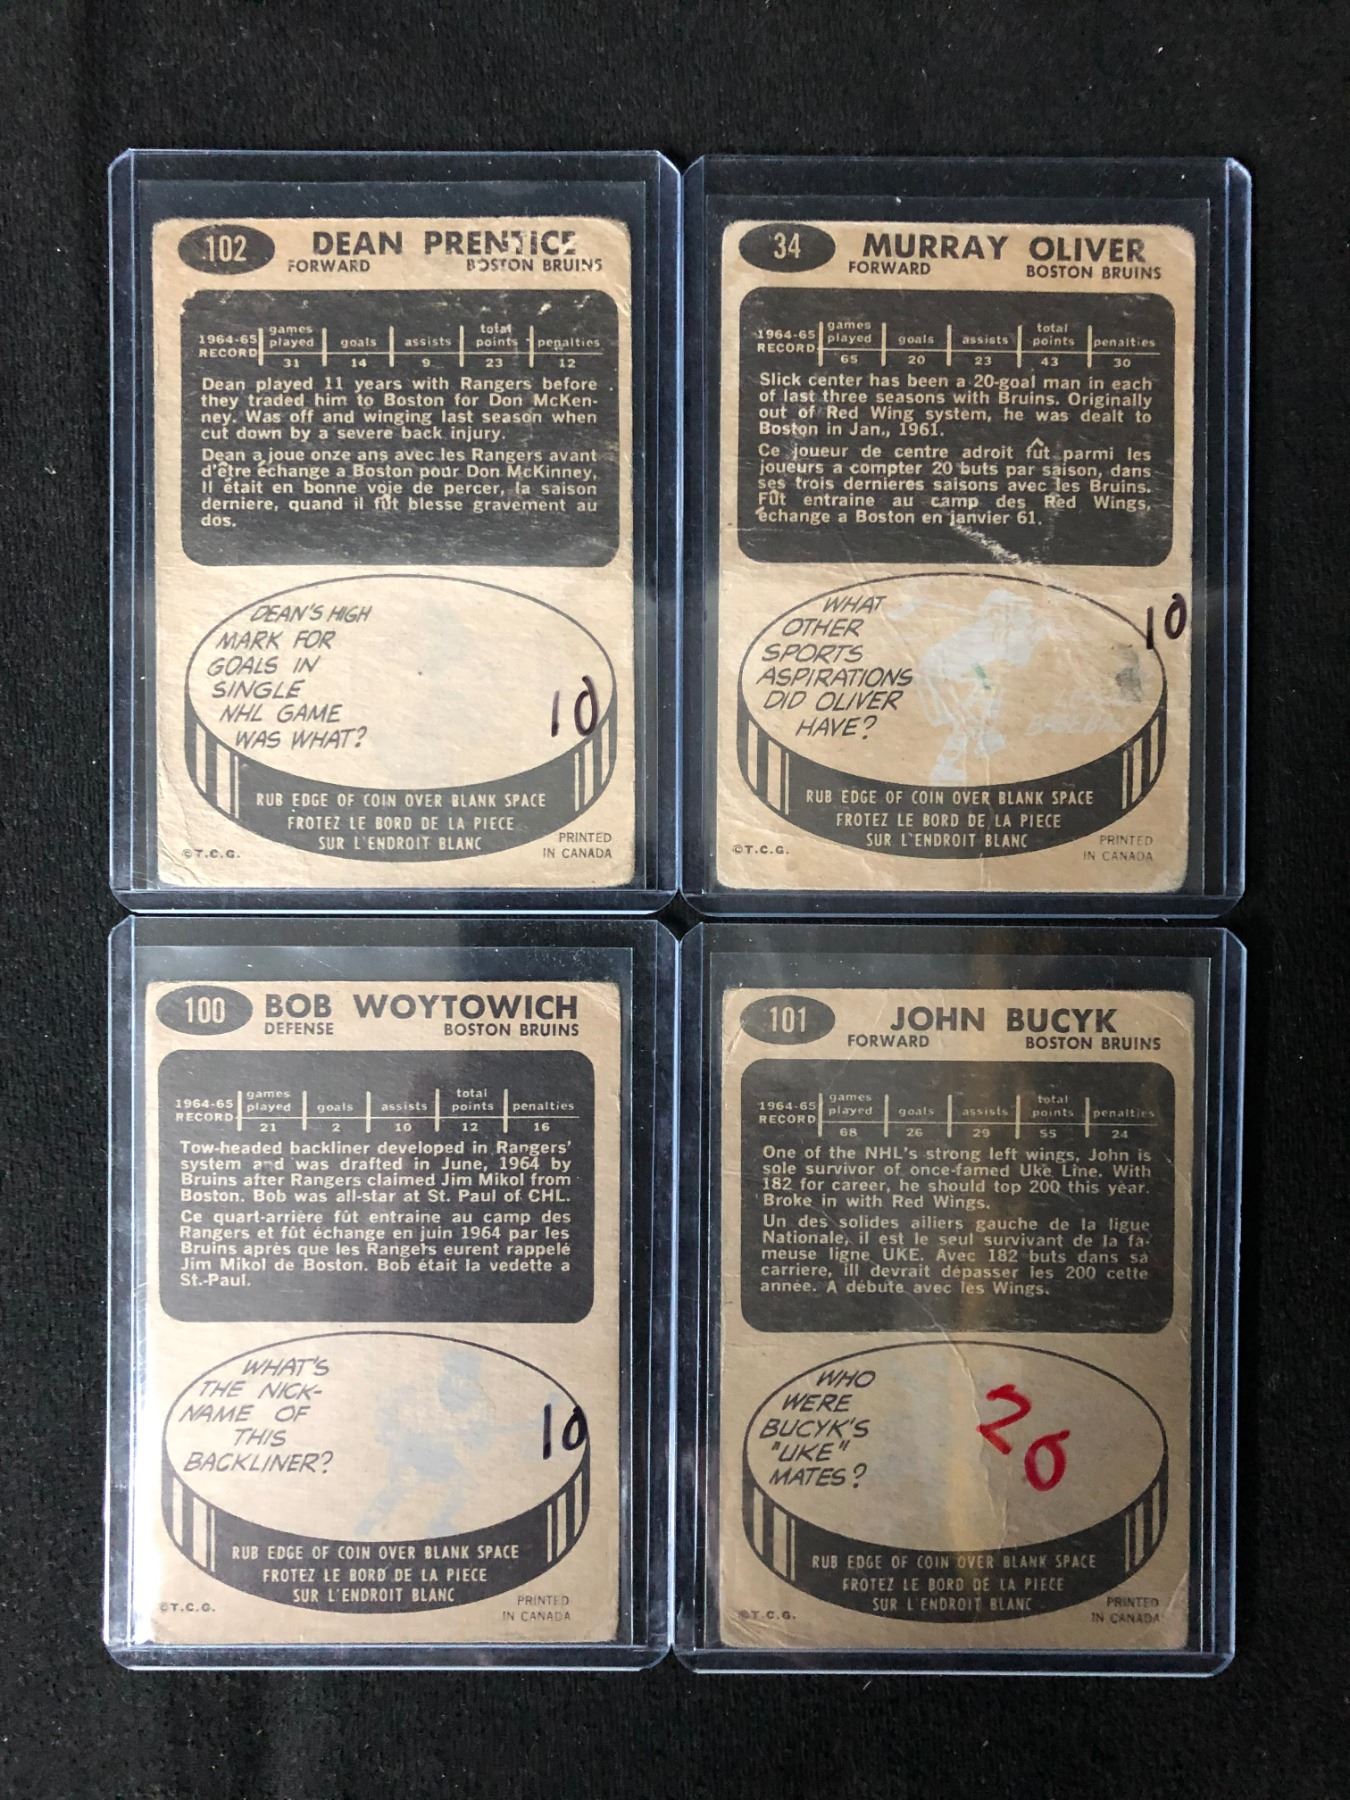 102 DEAN PRENTICE
FORWARD BOSTON BRUINS
1964-65 RECORD games played goals assists total points penalties
31 14 9 23 12
Dean played 11 years with Rangers before
they traded him to Boston for Don McKen-
ney. Was off and winging last season when
cut down by a severe back injury.
Dean a joue onze ans avec les Rangers avant
d'être échange a Boston pour Don McKinney,
Il était en bonne voie de percer, la saison
derniere, quand il fût blesse gravement au
dos.
DEAN'S HIGH
MARK FOR
GOALS IN
SINGLE
NHL GAME
WAS WHAT?
10
RUB EDGE OF COIN OVER BLANK SPACE
FROTEZ LE BORD DE LA PIECE
SUR L'ENDROIT BLANC
©T.C.G.
PRINTED
IN CANADA
34 MURRAY OLIVER
FORWARD BOSTON BRUINS
1964-65 RECORD games played goals assists total points penalties
65 20 23 43 30
Slick center has been a 20-goal man in each
of last three seasons with Bruins. Originally
out of Red Wing system, he was dealt to
Boston in Jan., 1961.
Ce joueur de centre adroit fût parmi les
joueurs a compter 20 buts par saison, dans
ses trois dernieres saisons avec les Bruins.
Fût entraine au camp des Red Wings,
échange a Boston en janvier 61.
WHAT
OTHER
SPORTS
ASPIRATIONS
DID OLIVER
HAVE?
10
RUB EDGE OF COIN OVER BLANK SPACE
FROTEZ LE BORD DE LA PIECE
SUR L'ENDROIT BLANC
©T.C.G.
PRINTED
IN CANADA
100 BOB WOYTOWICH
DEFENSE BOSTON BRUINS
1964-65 RECORD games played goals assists total points penalties
21 2 10 12 16
Tow-headed backliner developed in Rangers'
system and was drafted in June, 1964 by
Bruins after Rangers claimed Jim Mikol from
Boston. Bob was all-star at St. Paul of CHL.
Ce quart-arrière fût entraine au camp des
Rangers et fût échange en juin 1964 par les
Bruins après que les Rangers eurent rappelé
Jim Mikol de Boston. Bob était la vedette a
St.-Paul.
WHAT'S
THE NICK-
NAME OF
THIS
BACKLINER?
10
RUB EDGE OF COIN OVER BLANK SPACE
FROTEZ LE BORD DE LA PIECE
SUR L'ENDROIT BLANC
©T.C.G.
PRINTED
IN CANADA
101 JOHN BUCYK
FORWARD BOSTON BRUINS
1964-65 RECORD games played goals assists total points penalties
68 26 29 55 24
One of the NHL's strong left wings, John is
sole survivor of once-famed Uke Line. With
182 for career, he should top 200 this year.
Broke in with Red Wings.
Un des solides ailiers gauche de la ligue
Nationale, il est le seul survivant de la fa-
meuse ligne UKE. Avec 182 buts dans sa
carriere, ill devrait dépasser les 200 cette
année. A débute avec les Wings.
WHO
WERE
BUCYK'S
"UKE"
MATES?
20
RUB EDGE OF COIN OVER BLANK SPACE
FROTEZ LE BORD DE LA PIECE
SUR L'ENDROIT BLANC
©T.C.G.
PRINTED
IN CANADA